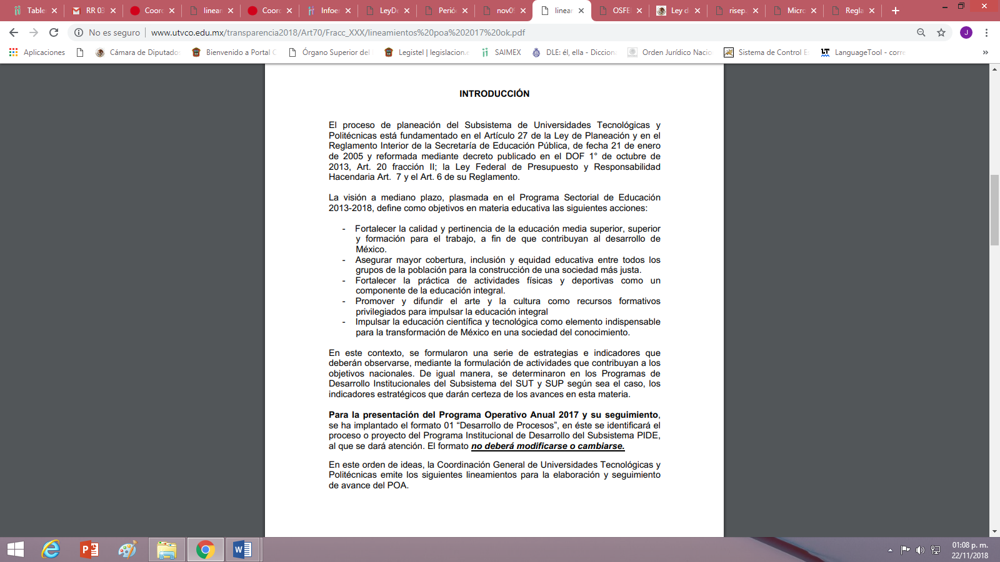 Table
RR 03
Coord
linear
Coord
Infoe
LeyDe
Perió
nov09
linear
OSFE
Ley d
risep.
Micro
Regla
No es seguro | www.utvco.edu.mx/transparencia2018/Art70/Fracc_XXX/lineamientos%20poa%202017%20ok.pdf
J
Aplicaciones
Cámara de Diputados
Bienvenido a Portal C
Órgano Superior del
Legistel | legislacion.e
SAIMEX
DLE: él, ella - Diccion
Orden Jurídico Nacio
Sistema de Control E
LT
LanguageTool - corre
»
INTRODUCCIÓN
El proceso de planeación del Subsistema de Universidades Tecnológicas y
Politécnicas está fundamentado en el Artículo 27 de la Ley de Planeación y en el
Reglamento Interior de la Secretaría de Educación Pública, de fecha 21 de enero
de 2005 y reformada mediante decreto publicado en el DOF 1° de octubre de
2013, Art. 20 fracción II; la Ley Federal de Presupuesto y Responsabilidad
Hacendaria Art. 7 y el Art. 6 de su Reglamento.
La visión a mediano plazo, plasmada en el Programa Sectorial de Educación
2013-2018, define como objetivos en materia educativa las siguientes acciones:
- Fortalecer la calidad y pertinencia de la educación media superior, superior
y formación para el trabajo, a fin de que contribuyan al desarrollo de
México.
- Asegurar mayor cobertura, inclusión y equidad educativa entre todos los
grupos de la población para la construcción de una sociedad más justa.
- Fortalecer la práctica de actividades físicas y deportivas como un
componente de la educación integral.
- Promover y difundir el arte y la cultura como recursos formativos
privilegiados para impulsar la educación integral
- Impulsar la educación científica y tecnológica como elemento indispensable
para la transformación de México en una sociedad del conocimiento.
En este contexto, se formularon una serie de estrategias e indicadores que
deberán observarse, mediante la formulación de actividades que contribuyan a los
objetivos nacionales. De igual manera, se determinaron en los Programas de
Desarrollo Institucionales del Subsistema del SUT y SUP según sea el caso, los
indicadores estratégicos que darán certeza de los avances en esta materia.
Para la presentación del Programa Operativo Anual 2017 y su seguimiento,
se ha implantado el formato 01 “Desarrollo de Procesos”, en éste se identificará el
proceso o proyecto del Programa Institucional de Desarrollo del Subsistema PIDE,
al que se dará atención. El formato no deberá modificarse o cambiarse.
En este orden de ideas, la Coordinación General de Universidades Tecnológicas y
Politécnicas emite los siguientes lineamientos para la elaboración y seguimiento
de avance del POA.
01:08 p. m.
22/11/2018